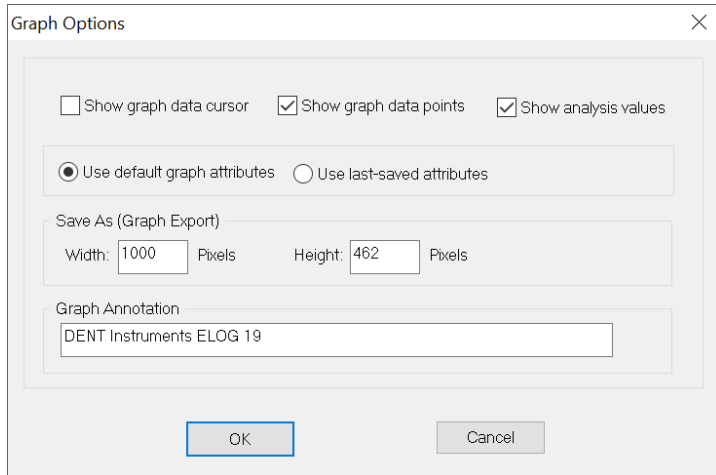 Graph Options
Show graph data cursor Show graph data points Show analysis values
Use default graph attributes Use last-saved attributes
Save As (Graph Export)
Width: 1000 Pixels Height: 462 Pixels
Graph Annotation
DENT Instruments ELOG 19
OK Cancel